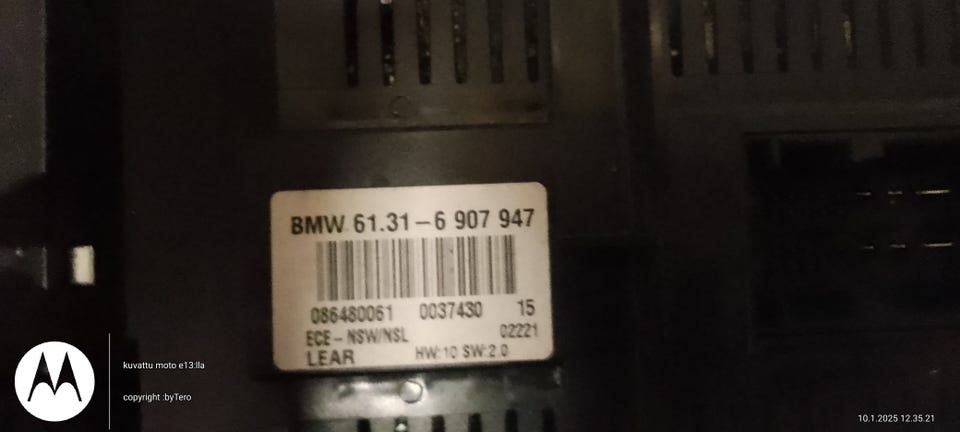 BMW 61.31-6 907 947
086480061 0037430 15
ECE-NSW/NSL 02221
LEAR HW:10 SW:2.0
kuvattu moto e13:lla
copyright :byTero
10.1.2025 12.35.21